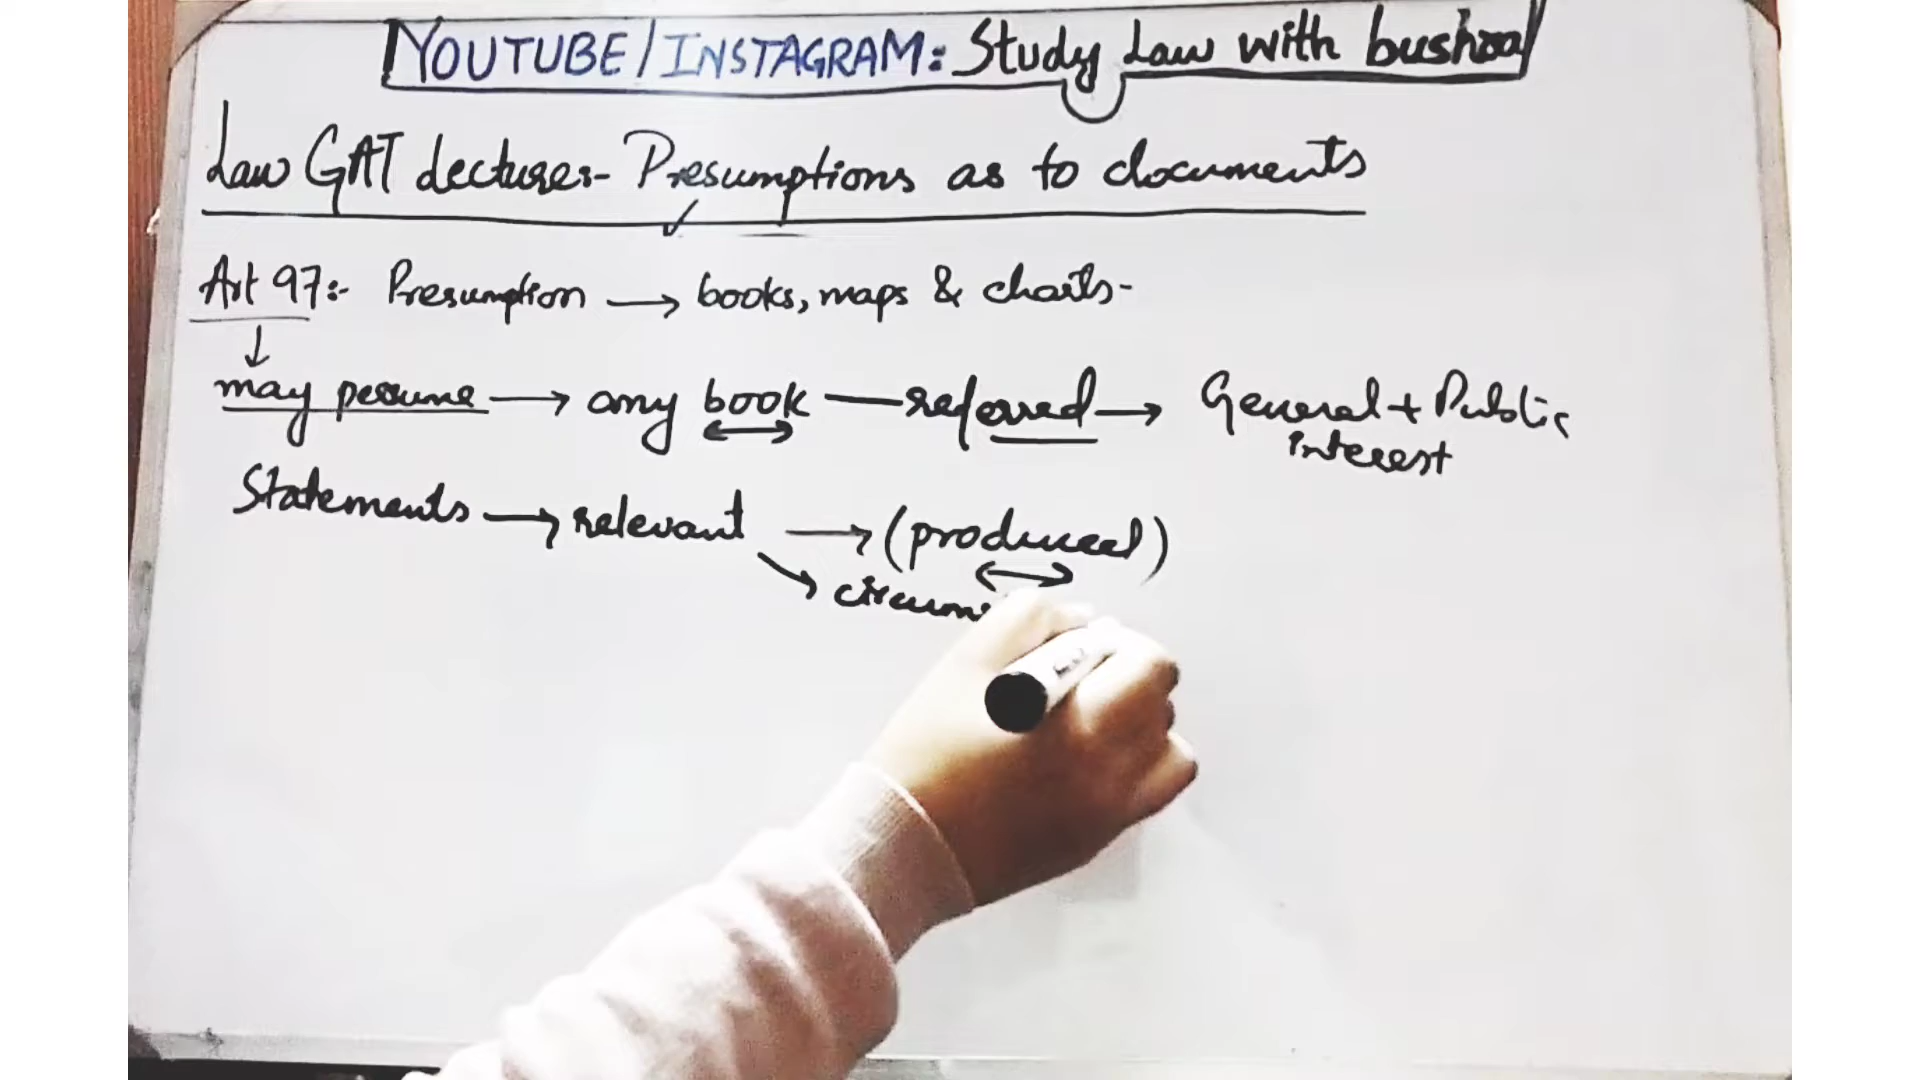 YOUTUBE/INSTAGRAM: Study Law with bushra
Law GAT Lectures- Presumptions as to documents
Art 97:- Presumption → books, maps & charts-
↓
may pesume → any book — referred → General + Public interest
Statements → relevant → (produced)
→